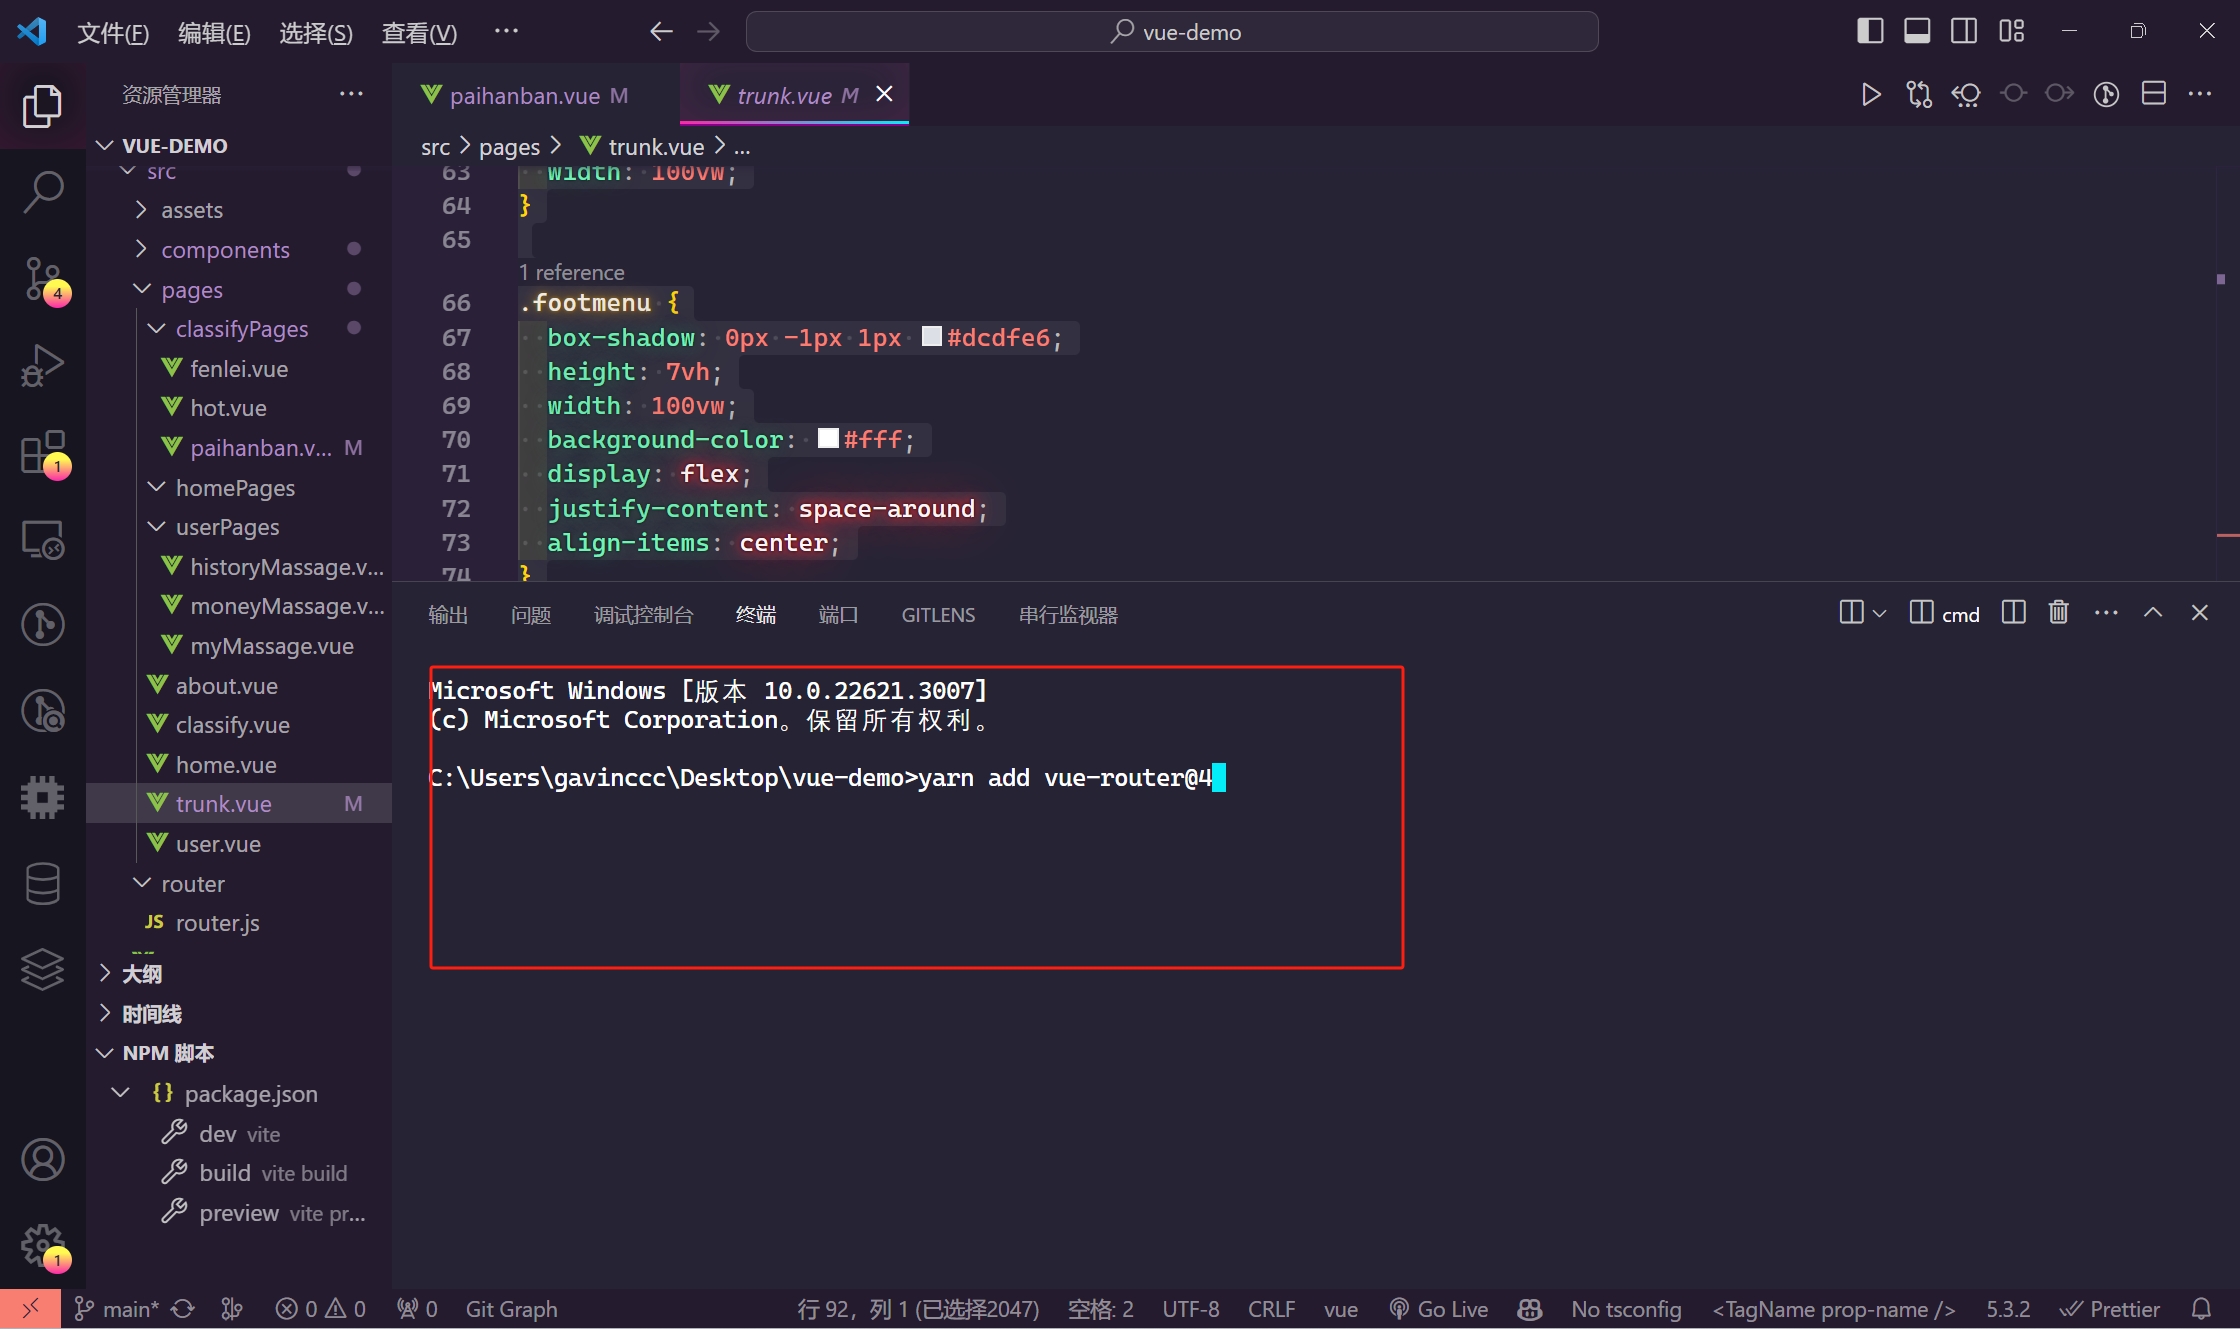 文件(F) 编辑(E) 选择(S) 查看(V) ··· vue-demo
资源管理器 ···
VUE-DEMO
src
assets
components
pages
classifyPages
fenlei.vue
hot.vue
paihanban.v... M
homePages
userPages
historyMassage.v...
moneyMassage.v...
myMassage.vue
about.vue
classify.vue
home.vue
trunk.vue M
user.vue
router
JS router.js
大纲
时间线
NPM 脚本
{} package.json
dev vite
build vite build
preview vite pr...
4
1
1
paihanban.vue M trunk.vue M
src > pages > trunk.vue > ...
63 width: 100vw;
64 }
65
1 reference
66 .footmenu {
67 box-shadow: 0px -1px 1px #dcdfe6;
68 height: 7vh;
69 width: 100vw;
70 background-color: #fff;
71 display: flex;
72 justify-content: space-around;
73 align-items: center;
74 }
输出 问题 调试控制台 终端 端口 GITLENS 串行监视器 cmd
Microsoft Windows [版本 10.0.22621.3007]
(c) Microsoft Corporation。保留所有权利。
C:\Users\gavinccc\Desktop\vue-demo>yarn add vue-router@4
main* 0 0 0 Git Graph 行 92，列 1 (已选择2047) 空格: 2 UTF-8 CRLF vue Go Live No tsconfig <TagName prop-name /> 5.3.2 Prettier